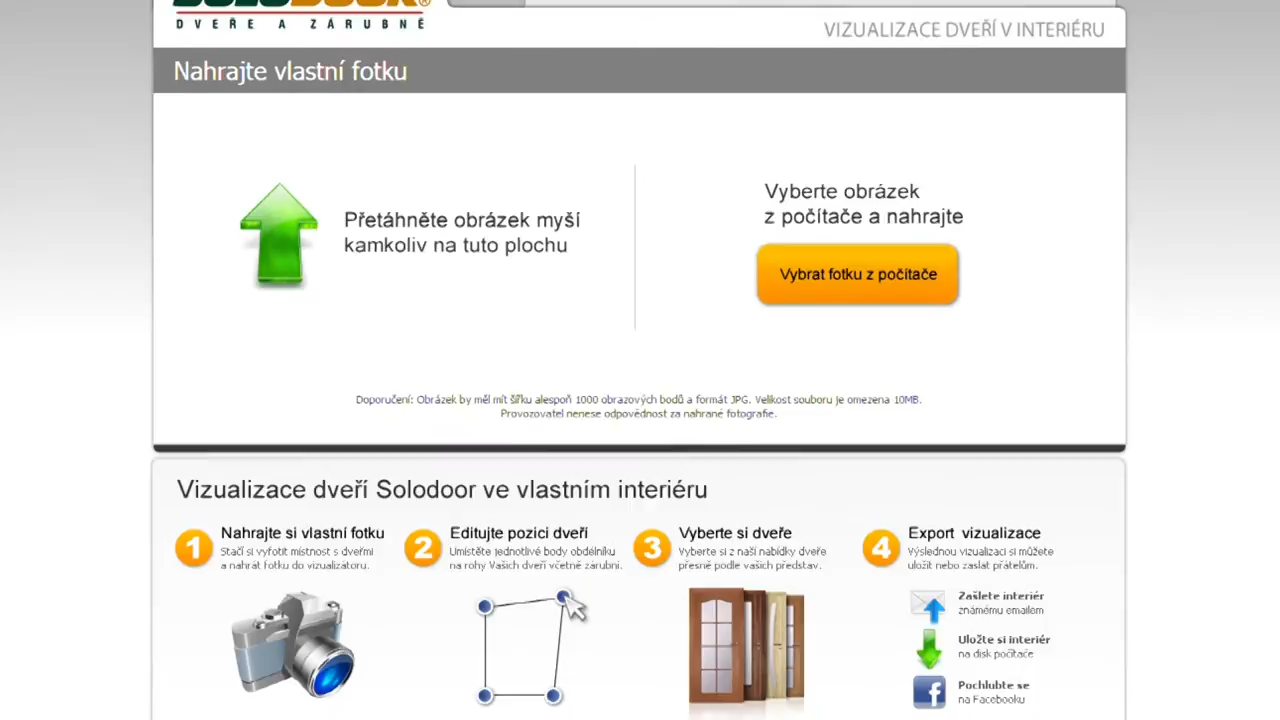 SOLODOOR®
DVEŘE A ZÁRUBNĚ
VIZUALIZACE DVEŘÍ V INTERIÉRU
Nahrajte vlastní fotku
Přetáhněte obrázek myší
kamkoliv na tuto plochu
Vyberte obrázek
z počítače a nahrajte
Vybrat fotku z počítače
Doporučení: Obrázek by měl mít šířku alespoň 1000 obrazových bodů a formát JPG. Velikost souboru je omezena 10MB.
Provozovatel nenese odpovědnost za nahrané fotografie.
Vizualizace dveří Solodoor ve vlastním interiéru
1
Nahrajte si vlastní fotku
Stačí si vyfotit místnost s dveřmi
a nahrát fotku do vizualizátoru.
2
Editujte pozici dveří
Umístěte jednotlivé body obdélníku
na rohy Vašich dveří včetně zárubní.
3
Vyberte si dveře
Vyberte si z naší nabídky dveře
přesně podle vašich představ.
4
Export vizualizace
Výslednou vizualizaci si můžete
uložit nebo zaslat přátelům.
Zašlete interiér
známému emailem
Uložte si interiér
na disk počítače
Pochlubte se
na Facebooku